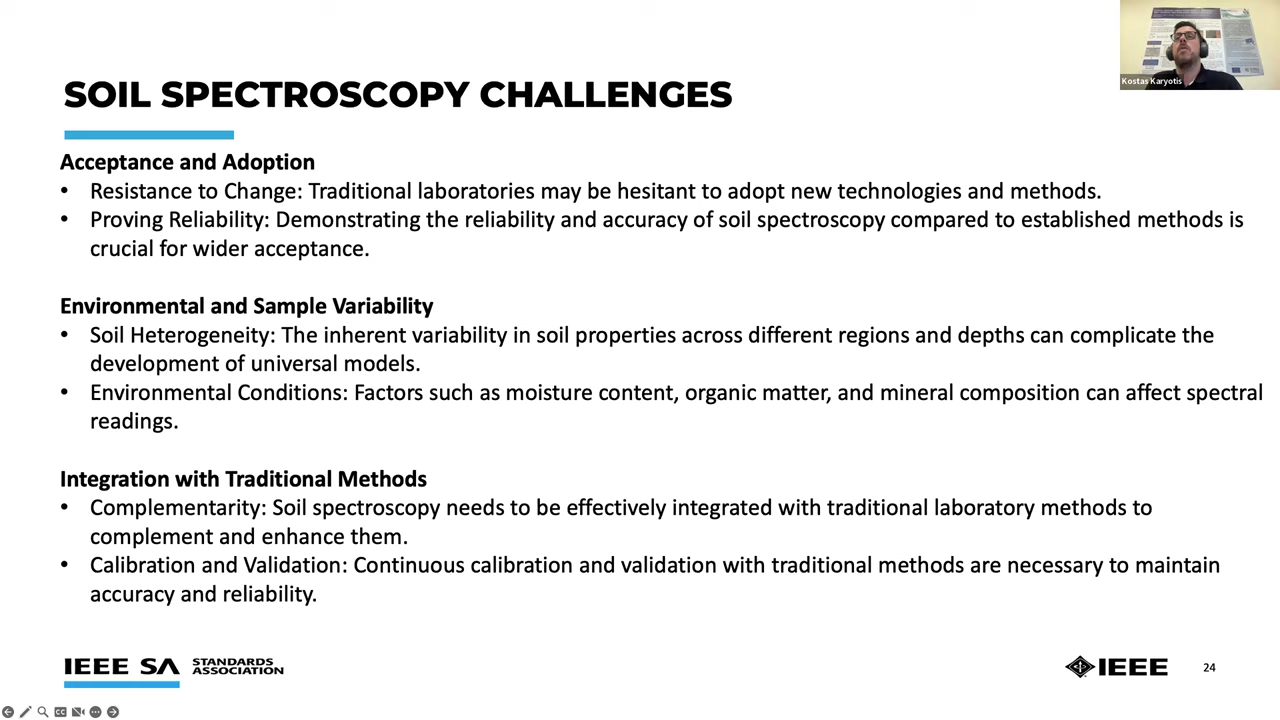 Kostas Karyotis
SOIL SPECTROSCOPY CHALLENGES
Acceptance and Adoption
• Resistance to Change: Traditional laboratories may be hesitant to adopt new technologies and methods.
• Proving Reliability: Demonstrating the reliability and accuracy of soil spectroscopy compared to established methods is
crucial for wider acceptance.
Environmental and Sample Variability
• Soil Heterogeneity: The inherent variability in soil properties across different regions and depths can complicate the
development of universal models.
• Environmental Conditions: Factors such as moisture content, organic matter, and mineral composition can affect spectral
readings.
Integration with Traditional Methods
• Complementarity: Soil spectroscopy needs to be effectively integrated with traditional laboratory methods to
complement and enhance them.
• Calibration and Validation: Continuous calibration and validation with traditional methods are necessary to maintain
accuracy and reliability.
IEEE SA STANDARDS
ASSOCIATION
IEEE
24
CC